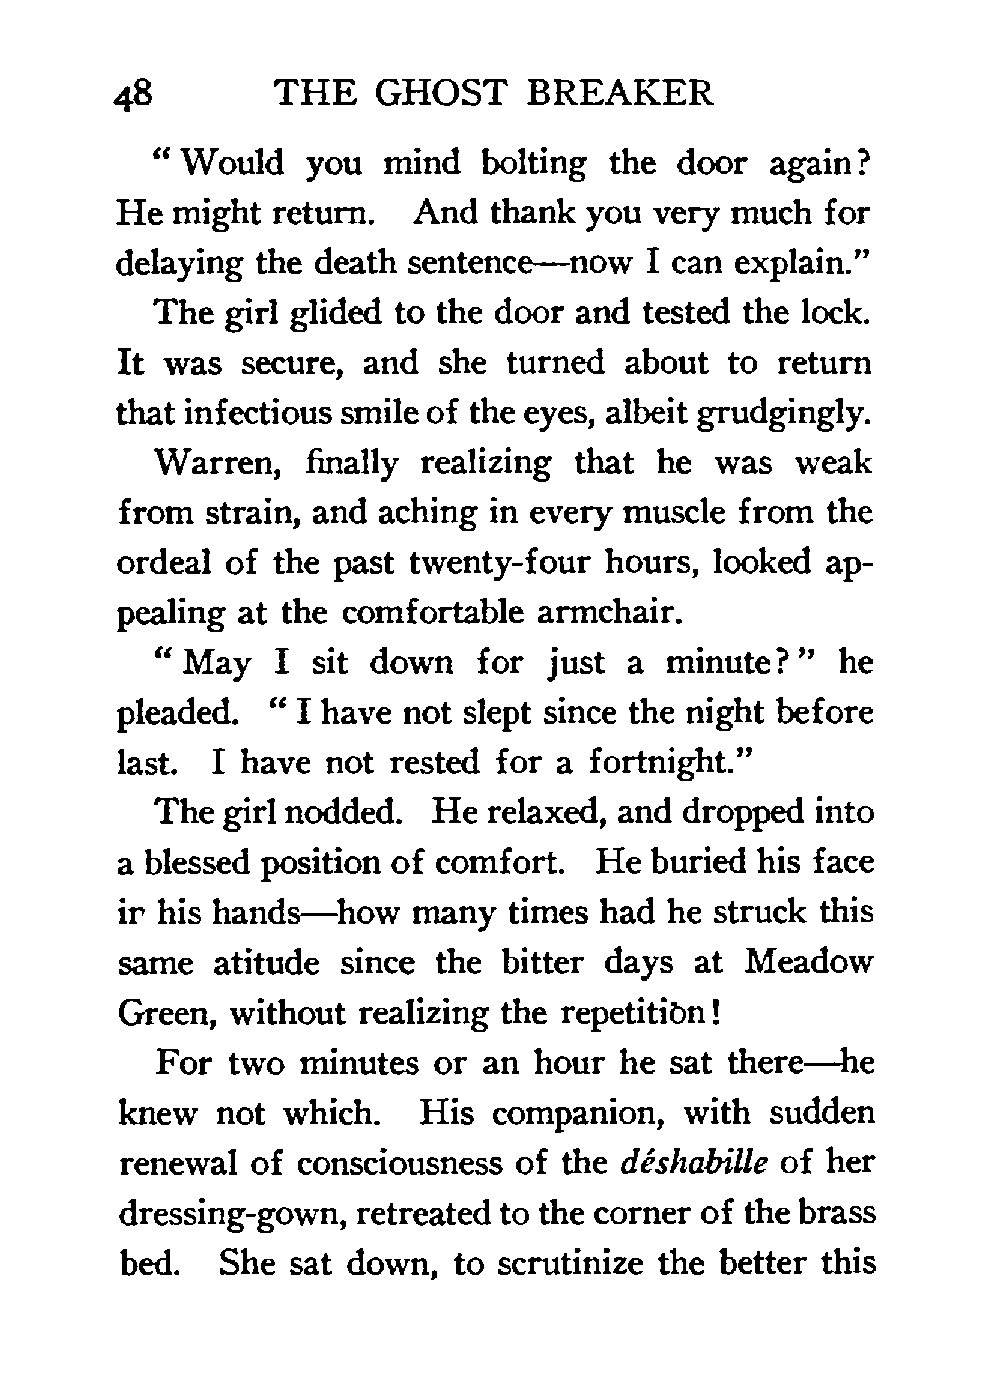 48 THE GHOST BREAKER
“ Would you mind bolting the door again?
He might return. And thank you very much for
delaying the death sentence—now I can explain.”
The girl glided to the door and tested the lock.
It was secure, and she turned about to return
that infectious smile of the eyes, albeit grudgingly.
Warren, finally realizing that he was weak
from strain, and aching in every muscle from the
ordeal of the past twenty-four hours, looked ap-
pealing at the comfortable armchair.
“ May I sit down for just a minute? ” he
pleaded. “ I have not slept since the night before
last. I have not rested for a fortnight.”
The girl nodded. He relaxed, and dropped into
a blessed position of comfort. He buried his face
in his hands—how many times had he struck this
same atitude since the bitter days at Meadow
Green, without realizing the repetition!
For two minutes or an hour he sat there—he
knew not which. His companion, with sudden
renewal of consciousness of the déshabille of her
dressing-gown, retreated to the corner of the brass
bed. She sat down, to scrutinize the better this